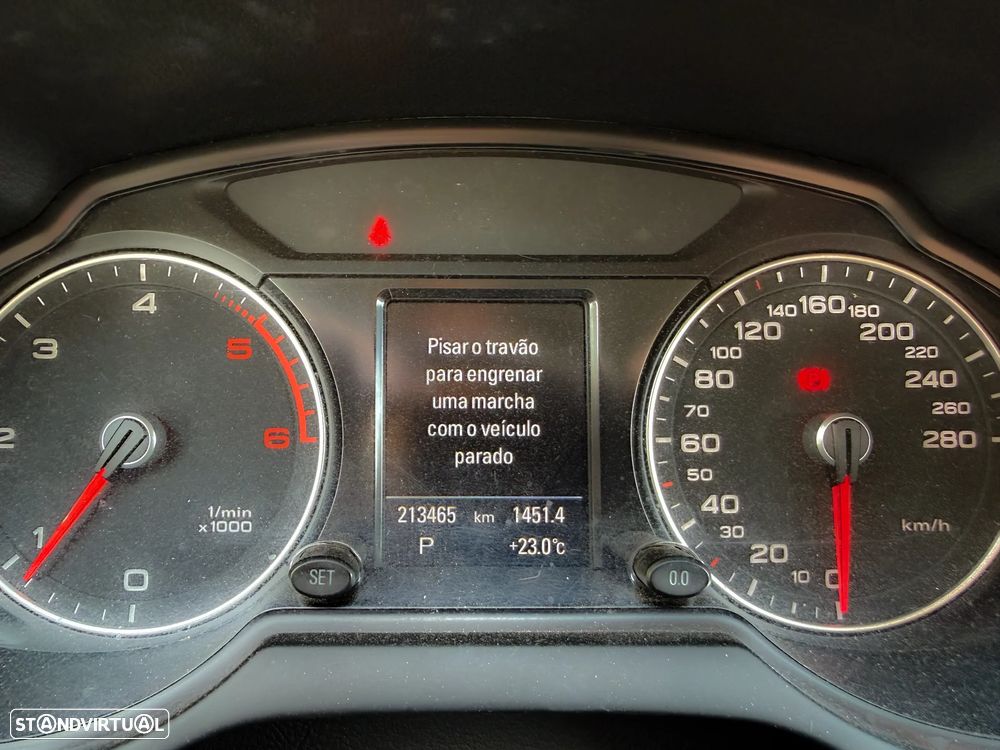 Pisar o travão
para engrenar
uma marcha
com o veículo
parado
213465 km 1451.4
P +23.0°c
0
1
2
3
4
5
6
1/min
x1000
SET
0
10
20
30
40
50
60
70
80
100
120
140
160
180
200
220
240
260
280
km/h
0.0
STANDVIRTUAL